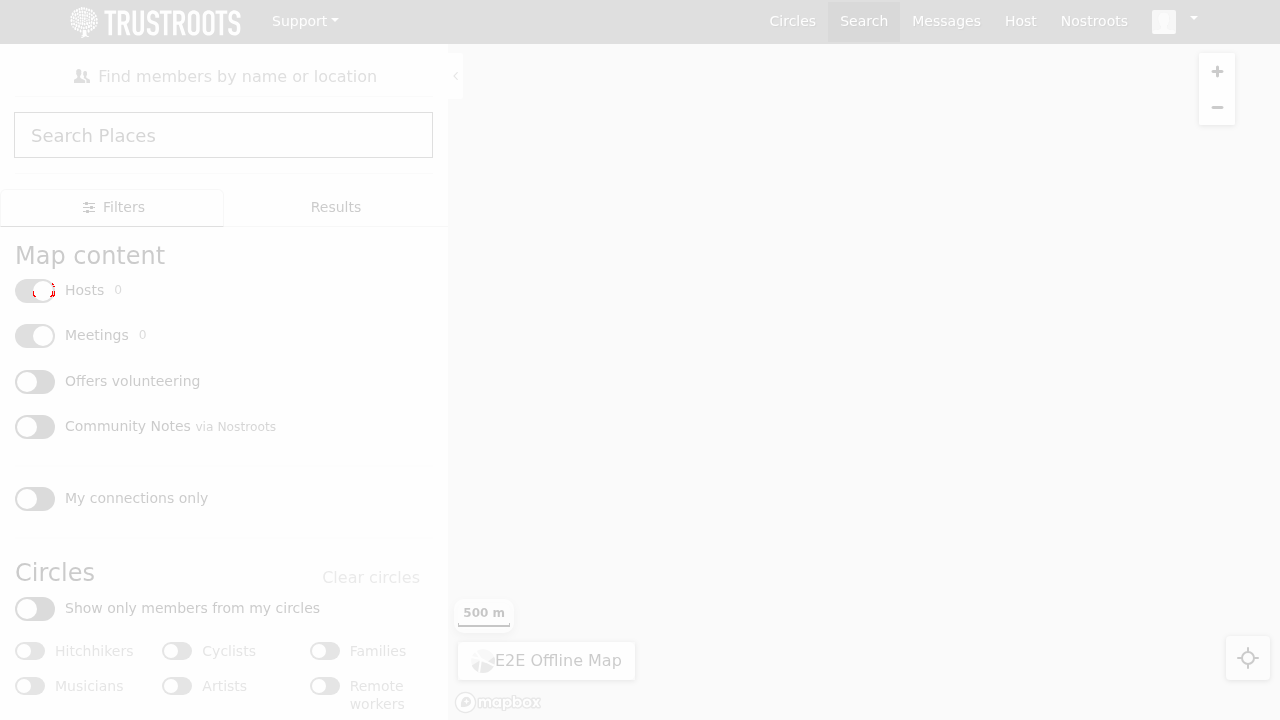 TRUSTROOTS
Support
Circles
Search
Messages
Host
Nostroots
Find members by name or location
Search Places
Filters
Results
Map content
Hosts 0
Meetings 0
Offers volunteering
Community Notes via Nostroots
My connections only
Circles
Clear circles
Show only members from my circles
Hitchhikers
Cyclists
Families
Musicians
Artists
Remote
workers
500 m
E2E Offline Map
mapbox